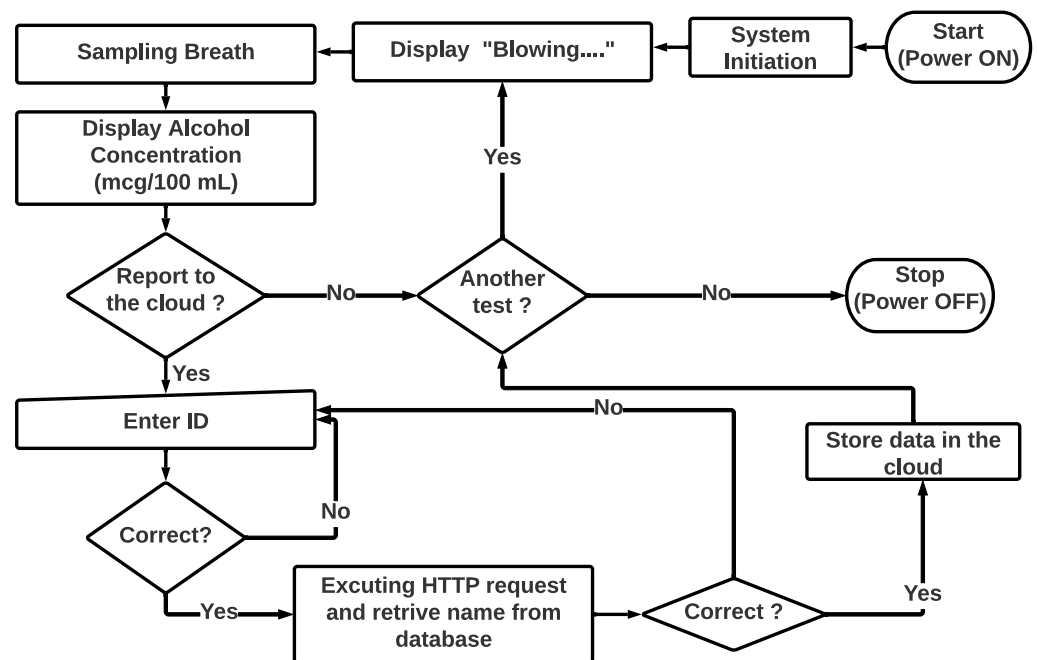 Start
(Power ON)
System
Initiation
Display "Blowing...."
Sampling Breath
Display Alcohol
Concentration
(mcg/100 mL)
Yes
Report to
the cloud ?
No
Another
test ?
No
Stop
(Power OFF)
Yes
Enter ID
No
Store data in the
cloud
No
Correct?
Yes
Excuting HTTP request
and retrive name from
database
Correct ?
Yes